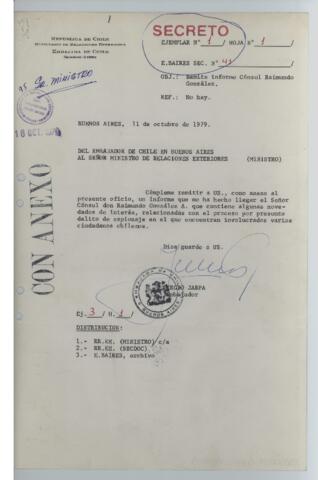 REPUBLICA DE CHILE
MINISTERIO DE RELACIONES EXTERIORES
EMBAJADA DE CHILE
SECRETO
EJEMPLAR N° 1 / HOJA N° 1 /
E.BAIRES SEC. N° 41 /
OBJ.: Remite Informe Cónsul Raimundo
González.
REF.: No hay.
Sr. MINISTRO
18 OCT. 1979
BUENOS AIRES, 11 de octubre de 1979.
DEL EMBAJADOR DE CHILE EN BUENOS AIRES
AL SEÑOR MINISTRO DE RELACIONES EXTERIORES (MINISTRO)
CON ANEXO
Cúmpleme remitir a US., como anexo al
presente oficio, un informe que me ha hecho llegar el Señor
Cónsul don Raimundo González A. que contiene algunas nove-
dades de interés, relacionadas con el proceso por presunto
delito de espionaje en el que se encuentran involucrados varios
ciudadanos chilenos.
Dios guarde a US.
JARPA
Embajador
EJ. 3 / H. 1 /
DISTRIBUCION:
1.- RR.EE. (MINISTRO) c/a
2.- RR.EE. (SECDOC)
3.- E.BAIRES, archivo